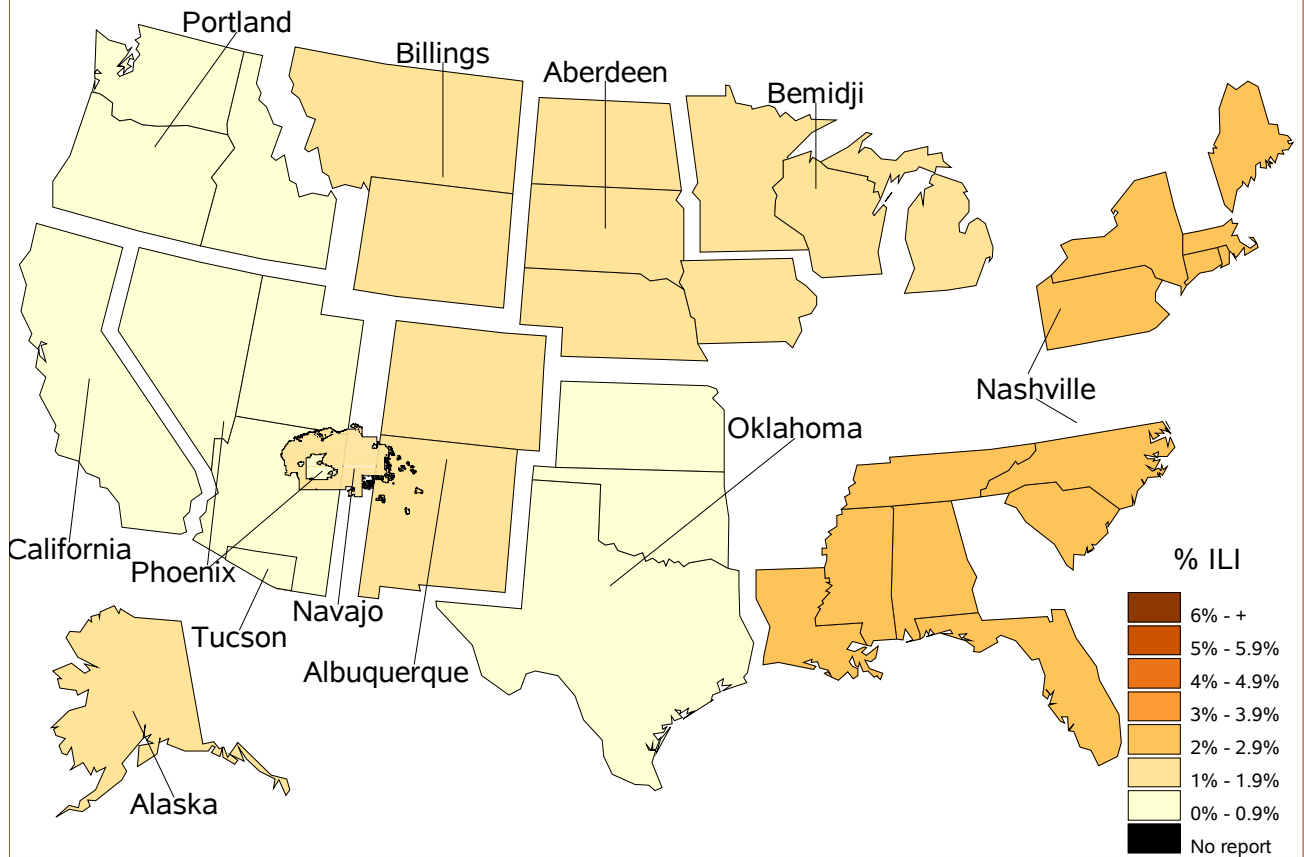 Portland
Billings
Aberdeen
Bemidji
Nashville
Oklahoma
California
Phoenix
Navajo
Tucson
Albuquerque
Alaska
% ILI
6% - +
5% - 5.9%
4% - 4.9%
3% - 3.9%
2% - 2.9%
1% - 1.9%
0% - 0.9%
No report